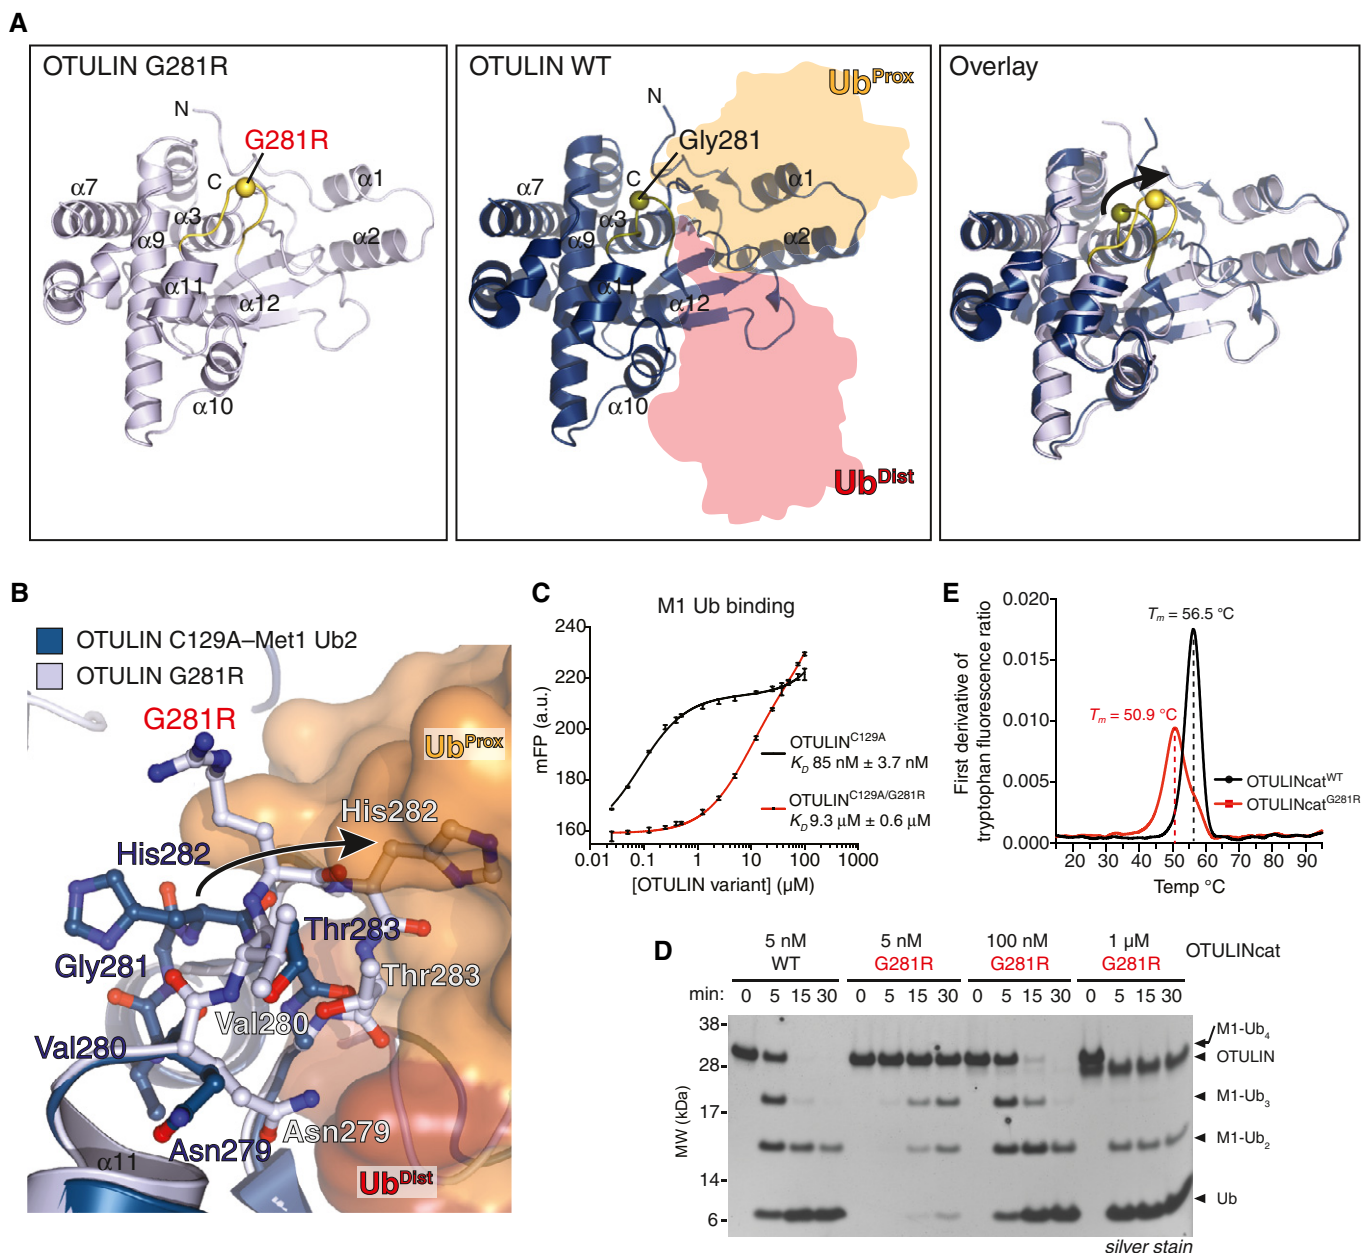 A
OTULIN G281R
N
G281R
C
α7
α3
α9
α1
α2
α11
α12
α10
OTULIN WT
Ub^Prox
N
Gly281
C
α7
α3
α9
α1
α2
α11
α12
α10
Ub^Dist
Overlay
B
OTULIN C129A–Met1 Ub2
OTULIN G281R
G281R
Ub^Prox
His282
His282
Thr283
Gly281
Thr283
Val280
Val280
Asn279
Asn279
α11
Ub^Dist
C
M1 Ub binding
mFP (a.u.)
240
220
200
180
160
0.01 0.1 1 10 100 1000
[OTULIN variant] (μM)
OTULIN^C129A
K_D 85 nM ± 3.7 nM
OTULIN^C129A/G281R
K_D 9.3 μM ± 0.6 μM
E
First derivative of
tryptophan fluorescence ratio
0.020
0.015
0.010
0.005
0.000
T_m = 56.5 °C
T_m = 50.9 °C
OTULINcat^WT
OTULINcat^G281R
20 30 40 50 60 70 80 90
Temp °C
D
5 nM 5 nM 100 nM 1 μM
WT G281R G281R G281R OTULINcat
min: 0 5 15 30 0 5 15 30 0 5 15 30 0 5 15 30
MW (kDa)
38
28
17
14
6
M1-Ub₄
OTULIN
M1-Ub₃
M1-Ub₂
Ub
silver stain